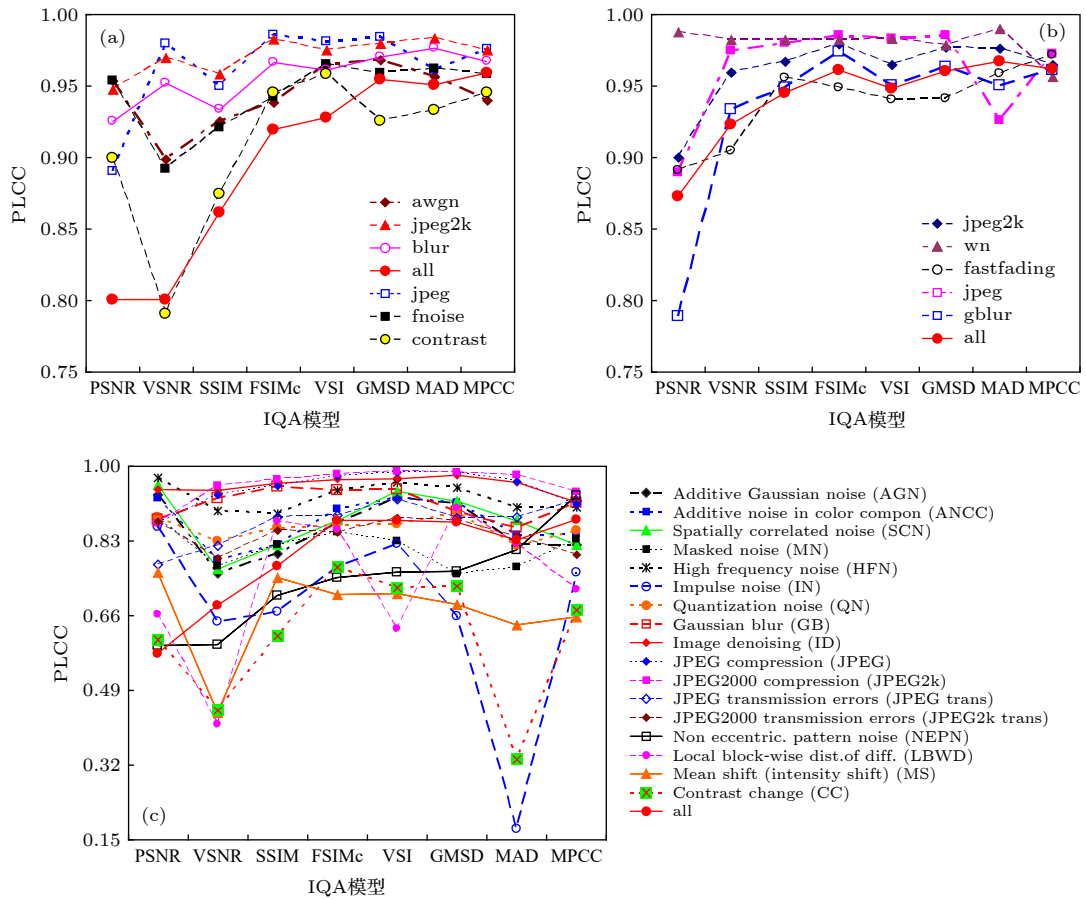 (a)
1.00
0.95
0.90
0.85
0.80
0.75
PLCC
awgn
jpeg2k
blur
all
jpeg
fnoise
contrast
PSNR VSNR SSIM FSIMc VSI GMSD MAD MPCC
IQA模型
(b)
1.00
0.95
0.90
0.85
0.80
0.75
PLCC
jpeg2k
wn
fastfading
jpeg
gblur
all
PSNR VSNR SSIM FSIMc VSI GMSD MAD MPCC
IQA模型
1.00
0.83
0.66
0.49
0.32
0.15
PLCC
(c)
PSNR VSNR SSIM FSIMc VSI GMSD MAD MPCC
IQA模型
Additive Gaussian noise (AGN)
Additive noise in color compon (ANCC)
Spatially correlated noise (SCN)
Masked noise (MN)
High frequency noise (HFN)
Impulse noise (IN)
Quantization noise (QN)
Gaussian blur (GB)
Image denoising (ID)
JPEG compression (JPEG)
JPEG2000 compression (JPEG2k)
JPEG transmission errors (JPEG trans)
JPEG2000 transmission errors (JPEG2k trans)
Non eccentric. pattern noise (NEPN)
Local block-wise dist.of diff. (LBWD)
Mean shift (intensity shift) (MS)
Contrast change (CC)
all